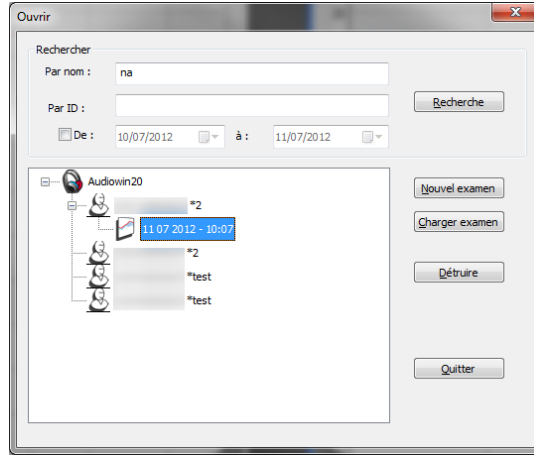 Ouvrir
Rechercher
Par nom : na
Par ID :
Recherche
De : 10/07/2012 à : 11/07/2012
Audiowin20
Nouvel examen
*2
11 07 2012 - 10:07
Charger examen
*2
*test
Détruire
*test
Quitter